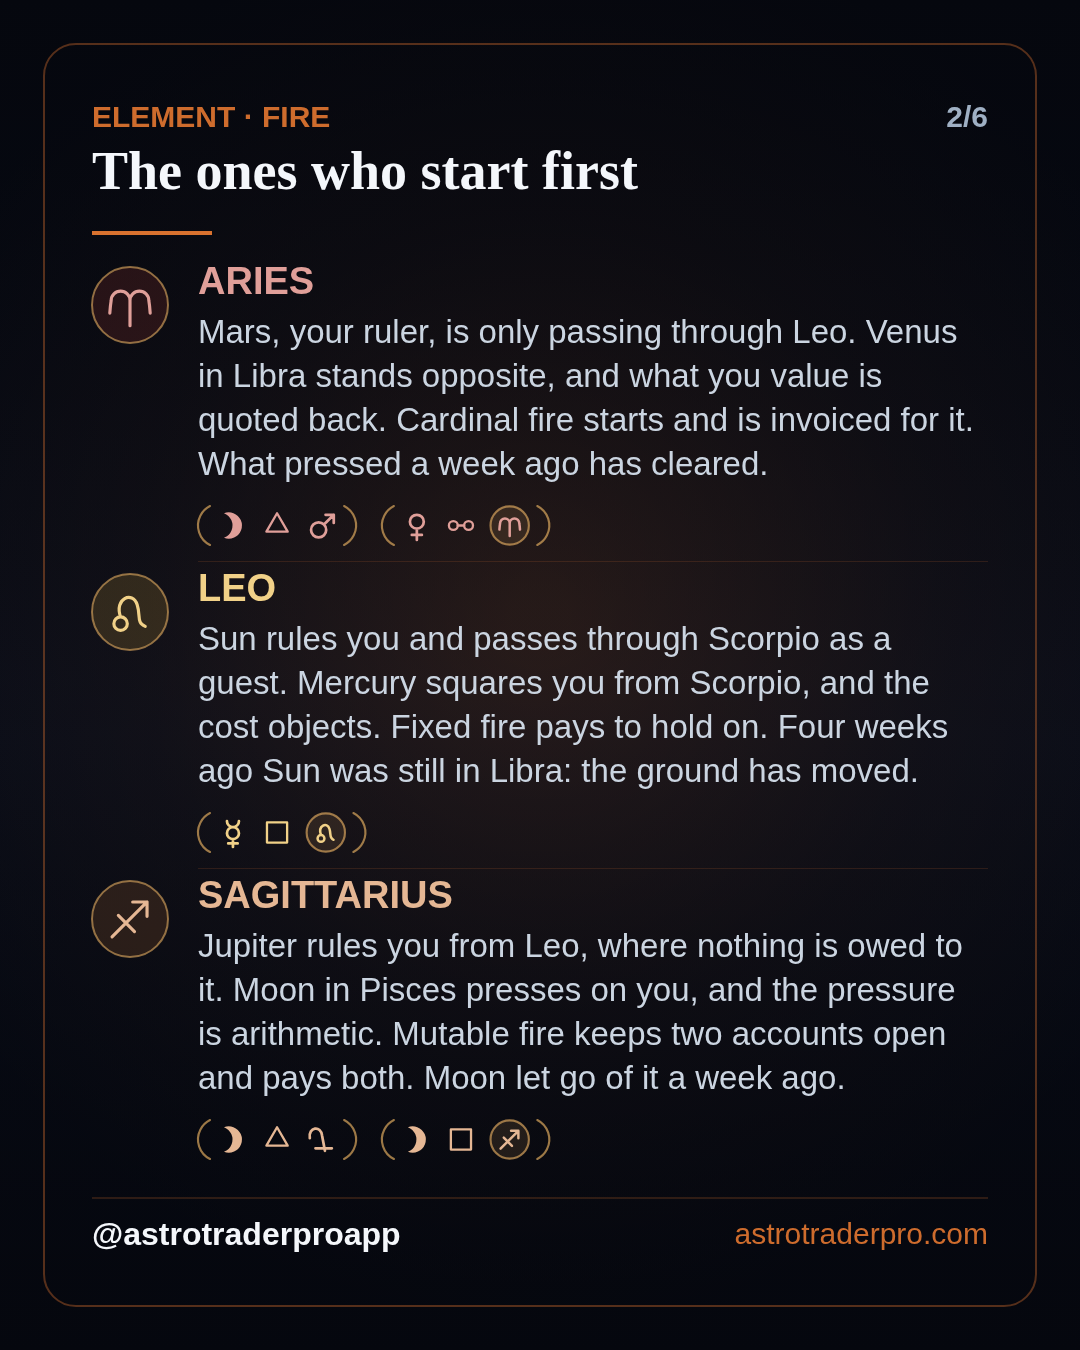 ELEMENT · FIRE
2/6
The ones who start first
ARIES
Mars, your ruler, is only passing through Leo. Venus
in Libra stands opposite, and what you value is
quoted back. Cardinal fire starts and is invoiced for it.
What pressed a week ago has cleared.
LEO
Sun rules you and passes through Scorpio as a
guest. Mercury squares you from Scorpio, and the
cost objects. Fixed fire pays to hold on. Four weeks
ago Sun was still in Libra: the ground has moved.
SAGITTARIUS
Jupiter rules you from Leo, where nothing is owed to
it. Moon in Pisces presses on you, and the pressure
is arithmetic. Mutable fire keeps two accounts open
and pays both. Moon let go of it a week ago.
@astrotraderproapp
astrotraderpro.com